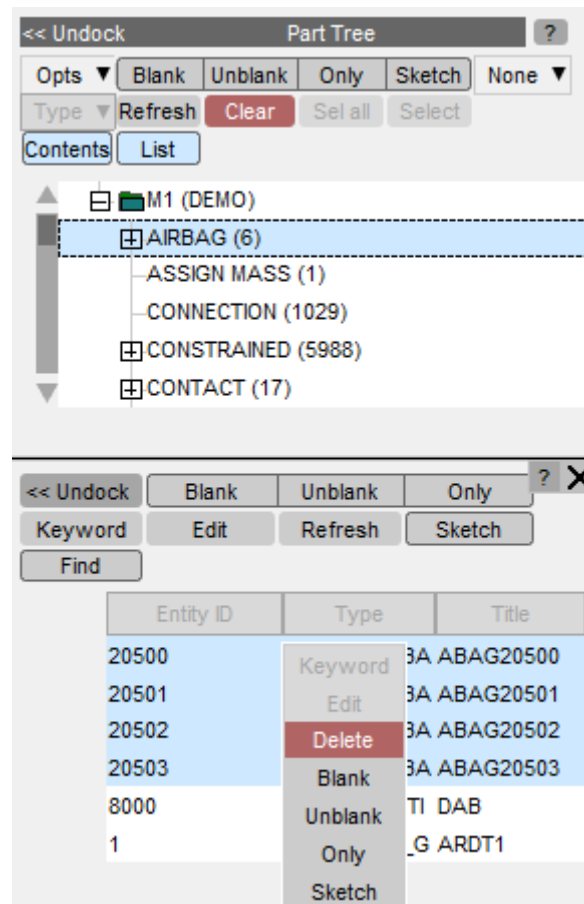 << Undock Part Tree ?
Opts ▼ Blank Unblank Only Sketch None ▼
Type ▼ Refresh Clear Sel all Select
Contents List
M1 (DEMO)
AIRBAG (6)
ASSIGN MASS (1)
CONNECTION (1029)
CONSTRAINED (5988)
CONTACT (17)
? X
<< Undock Blank Unblank Only
Keyword Edit Refresh Sketch
Find
Entity ID Type Title
20500 Keyword BA ABAG20500
20501 Edit BA ABAG20501
20502 Delete BA ABAG20502
20503 Blank BA ABAG20503
8000 Unblank TI DAB
1 Only _G ARDT1
Sketch